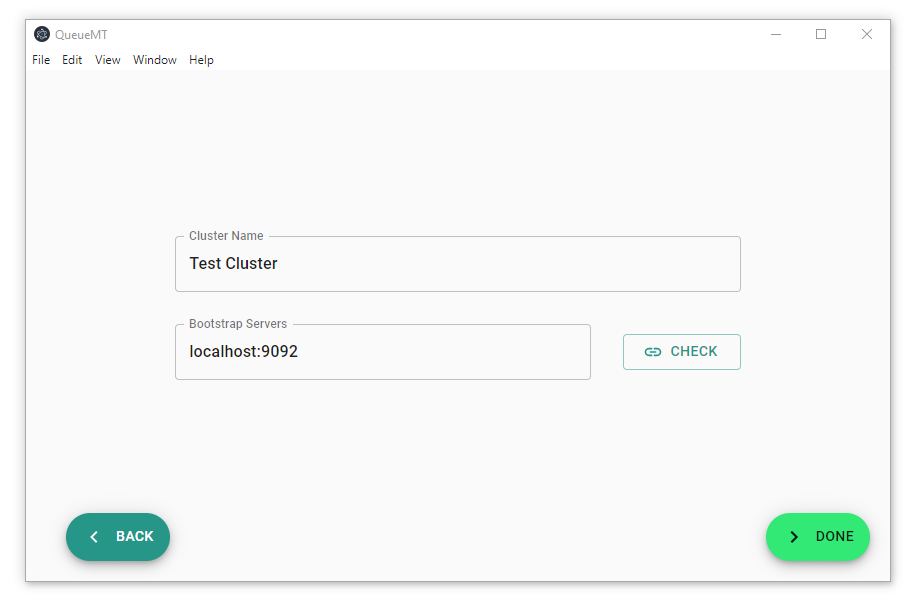 QueueMT
File Edit View Window Help
Cluster Name
Test Cluster
Bootstrap Servers
localhost:9092
CHECK
BACK
DONE